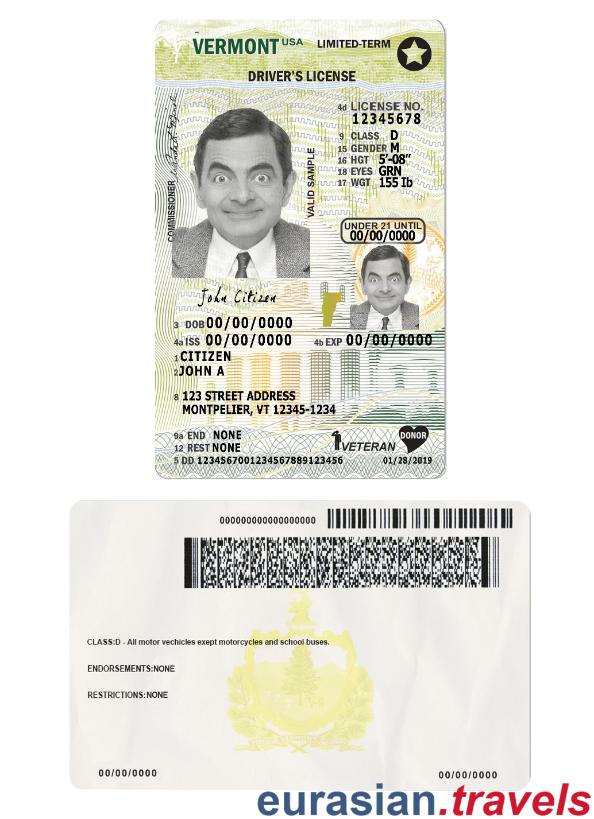 VERMONT USA LIMITED-TERM
DRIVER'S LICENSE
4d LICENSE NO.
12345678
9 CLASS D
15 GENDER M
16 HGT 5'-08"
18 EYES GRN
17 WGT 155 Ib
COMMISSIONER
VALID SAMPLE
UNDER 21 UNTIL
00/00/0000
John Citizen
3 DOB 00/00/0000
4a ISS 00/00/0000 4b EXP 00/00/0000
1 CITIZEN
2 JOHN A
8 123 STREET ADDRESS
MONTPELIER, VT 12345-1234
9a END NONE
12 REST NONE
VETERAN
DONOR
5 DD 1234567001234567889123456 01/28/2019
000000000000000000
CLASS:D - All motor vechicles exept motorcycles and school buses.
ENDORSEMENTS:NONE
RESTRICTIONS:NONE
00/00/0000 00/00/0000
eurasian.travels